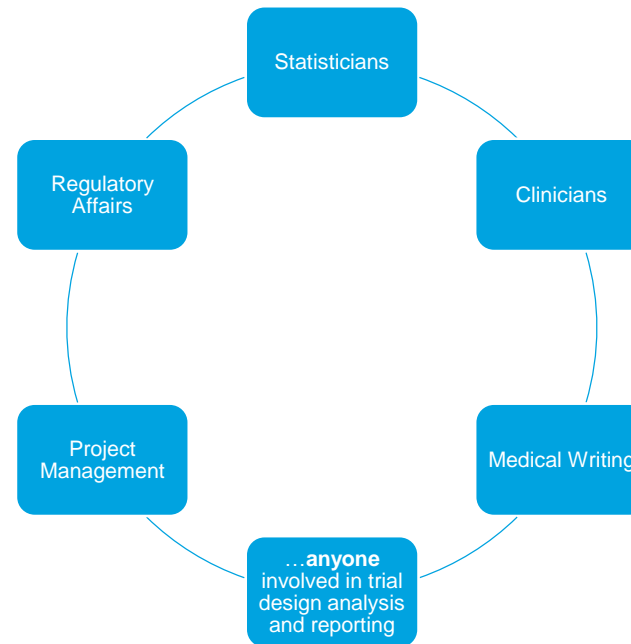 Statisticians
Regulatory
Affairs
Clinicians
Project
Management
Medical Writing
…anyone
involved in trial
design analysis
and reporting